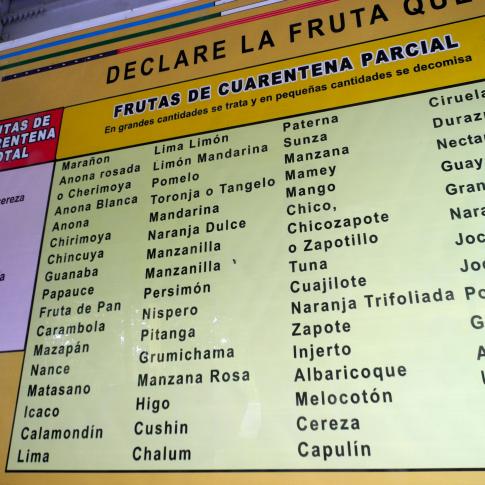 DECLARE LA FRUTA QUE
FRUTAS DE CUARENTENA PARCIAL
En grandes cantidades se trata y en pequeñas cantidades se decomisa
Marañon
Anona rosada
o Cherimoya
Anona Blanca
Anona
Chirimoya
Chincuya
Guanaba
Papauce
Fruta de Pan
Carambola
Mazapán
Nance
Matasano
Icaco
Calamondín
Lima
Lima Limón
Limón Mandarina
Pomelo
Toronja o Tangelo
Mandarina
Naranja Dulce
Manzanilla
Manzanilla
Persimón
Nispero
Pitanga
Grumichama
Manzana Rosa
Higo
Cushin
Chalum
Paterna
Sunza
Manzana
Mamey
Mango
Chico,
Chicozapote
o Zapotillo
Tuna
Cuajilote
Naranja Trifoliada
Zapote
Injerto
Albaricoque
Melocotón
Cereza
Capulín
Ciruela
Duraz
Necta
Guay
Gran
Nara
Joc
Joc
Po
G